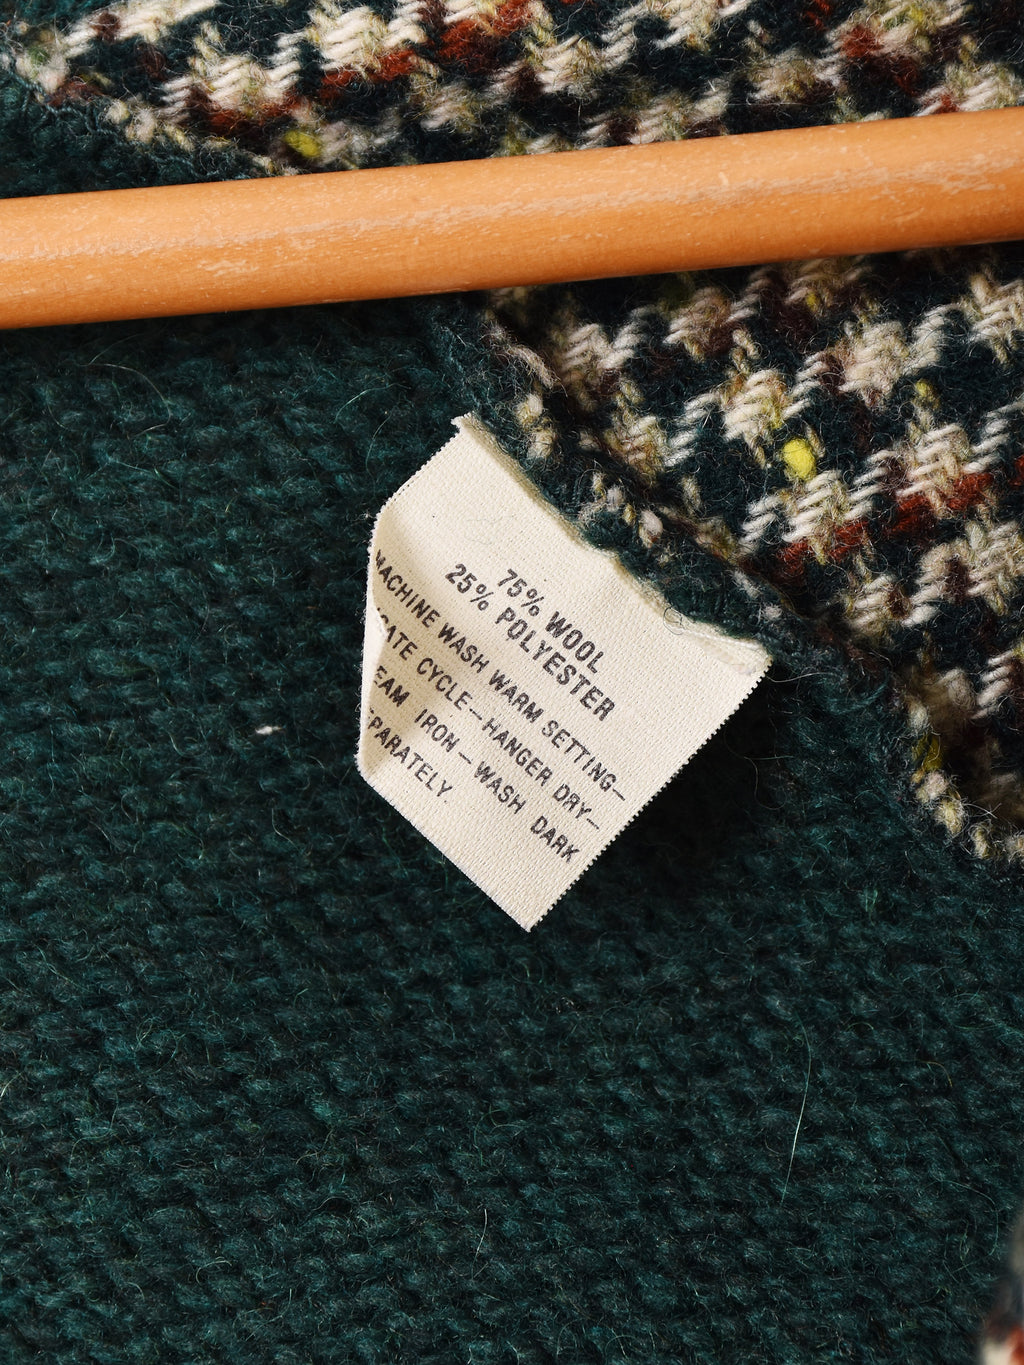 75% WOOL
25% POLYESTER
MACHINE WASH WARM SETTING—
CATE CYCLE—HANGER DRY—
EAM IRON—WASH DARK
PARATELY.